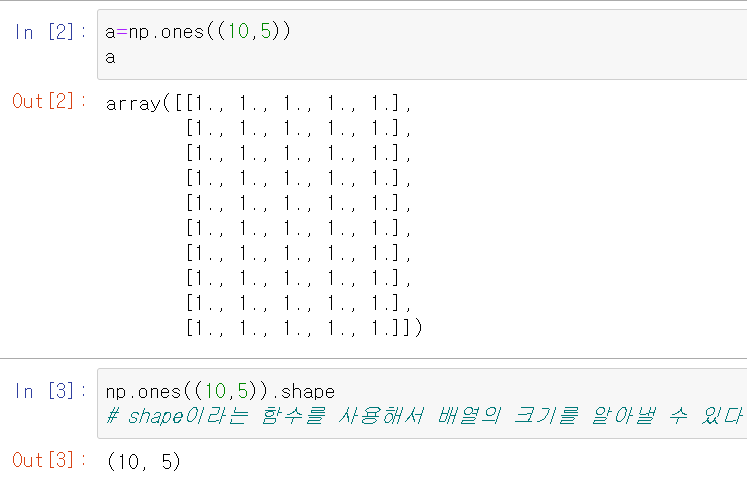 In [2]: a=np.ones((10,5))
a
Out[2]: array([[1., 1., 1., 1., 1.],
[1., 1., 1., 1., 1.],
[1., 1., 1., 1., 1.],
[1., 1., 1., 1., 1.],
[1., 1., 1., 1., 1.],
[1., 1., 1., 1., 1.],
[1., 1., 1., 1., 1.],
[1., 1., 1., 1., 1.],
[1., 1., 1., 1., 1.],
[1., 1., 1., 1., 1.]])
In [3]: np.ones((10,5)).shape
# shape이라는 함수를 사용해서 배열의 크기를 알아낼 수 있다
Out[3]: (10, 5)